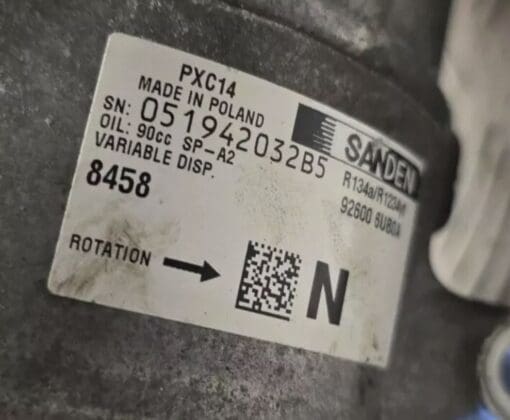 PXC14
MADE IN POLAND
SN: 051942032B5
OIL: 90cc SP-A2
VARIABLE DISP.
8458
SANDEN
R134a/R1234yf
92600 6UB0A
ROTATION
N